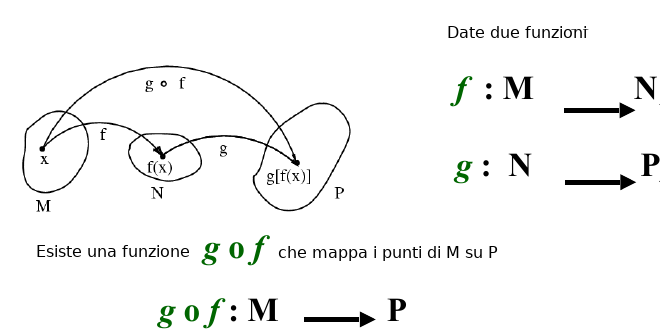 Date due funzioni
g ∘ f
f : M → N
f
g
x
f(x)
g[f(x)]
g : N → P
M
N
P
Esiste una funzione g o f che mappa i punti di M su P
g o f : M → P